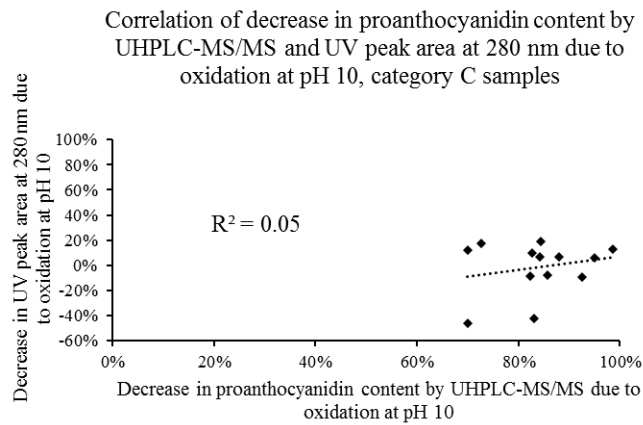 Correlation of decrease in proanthocyanidin content by
UHPLC-MS/MS and UV peak area at 280 nm due to
oxidation at pH 10, category C samples
Decrease in UV peak area at 280 nm due
to oxidation at pH 10
100%
80%
60%
40%
20%
0%
-20%
-40%
-60%
R² = 0.05
0%
20%
40%
60%
80%
100%
Decrease in proanthocyanidin content by UHPLC-MS/MS due to
oxidation at pH 10